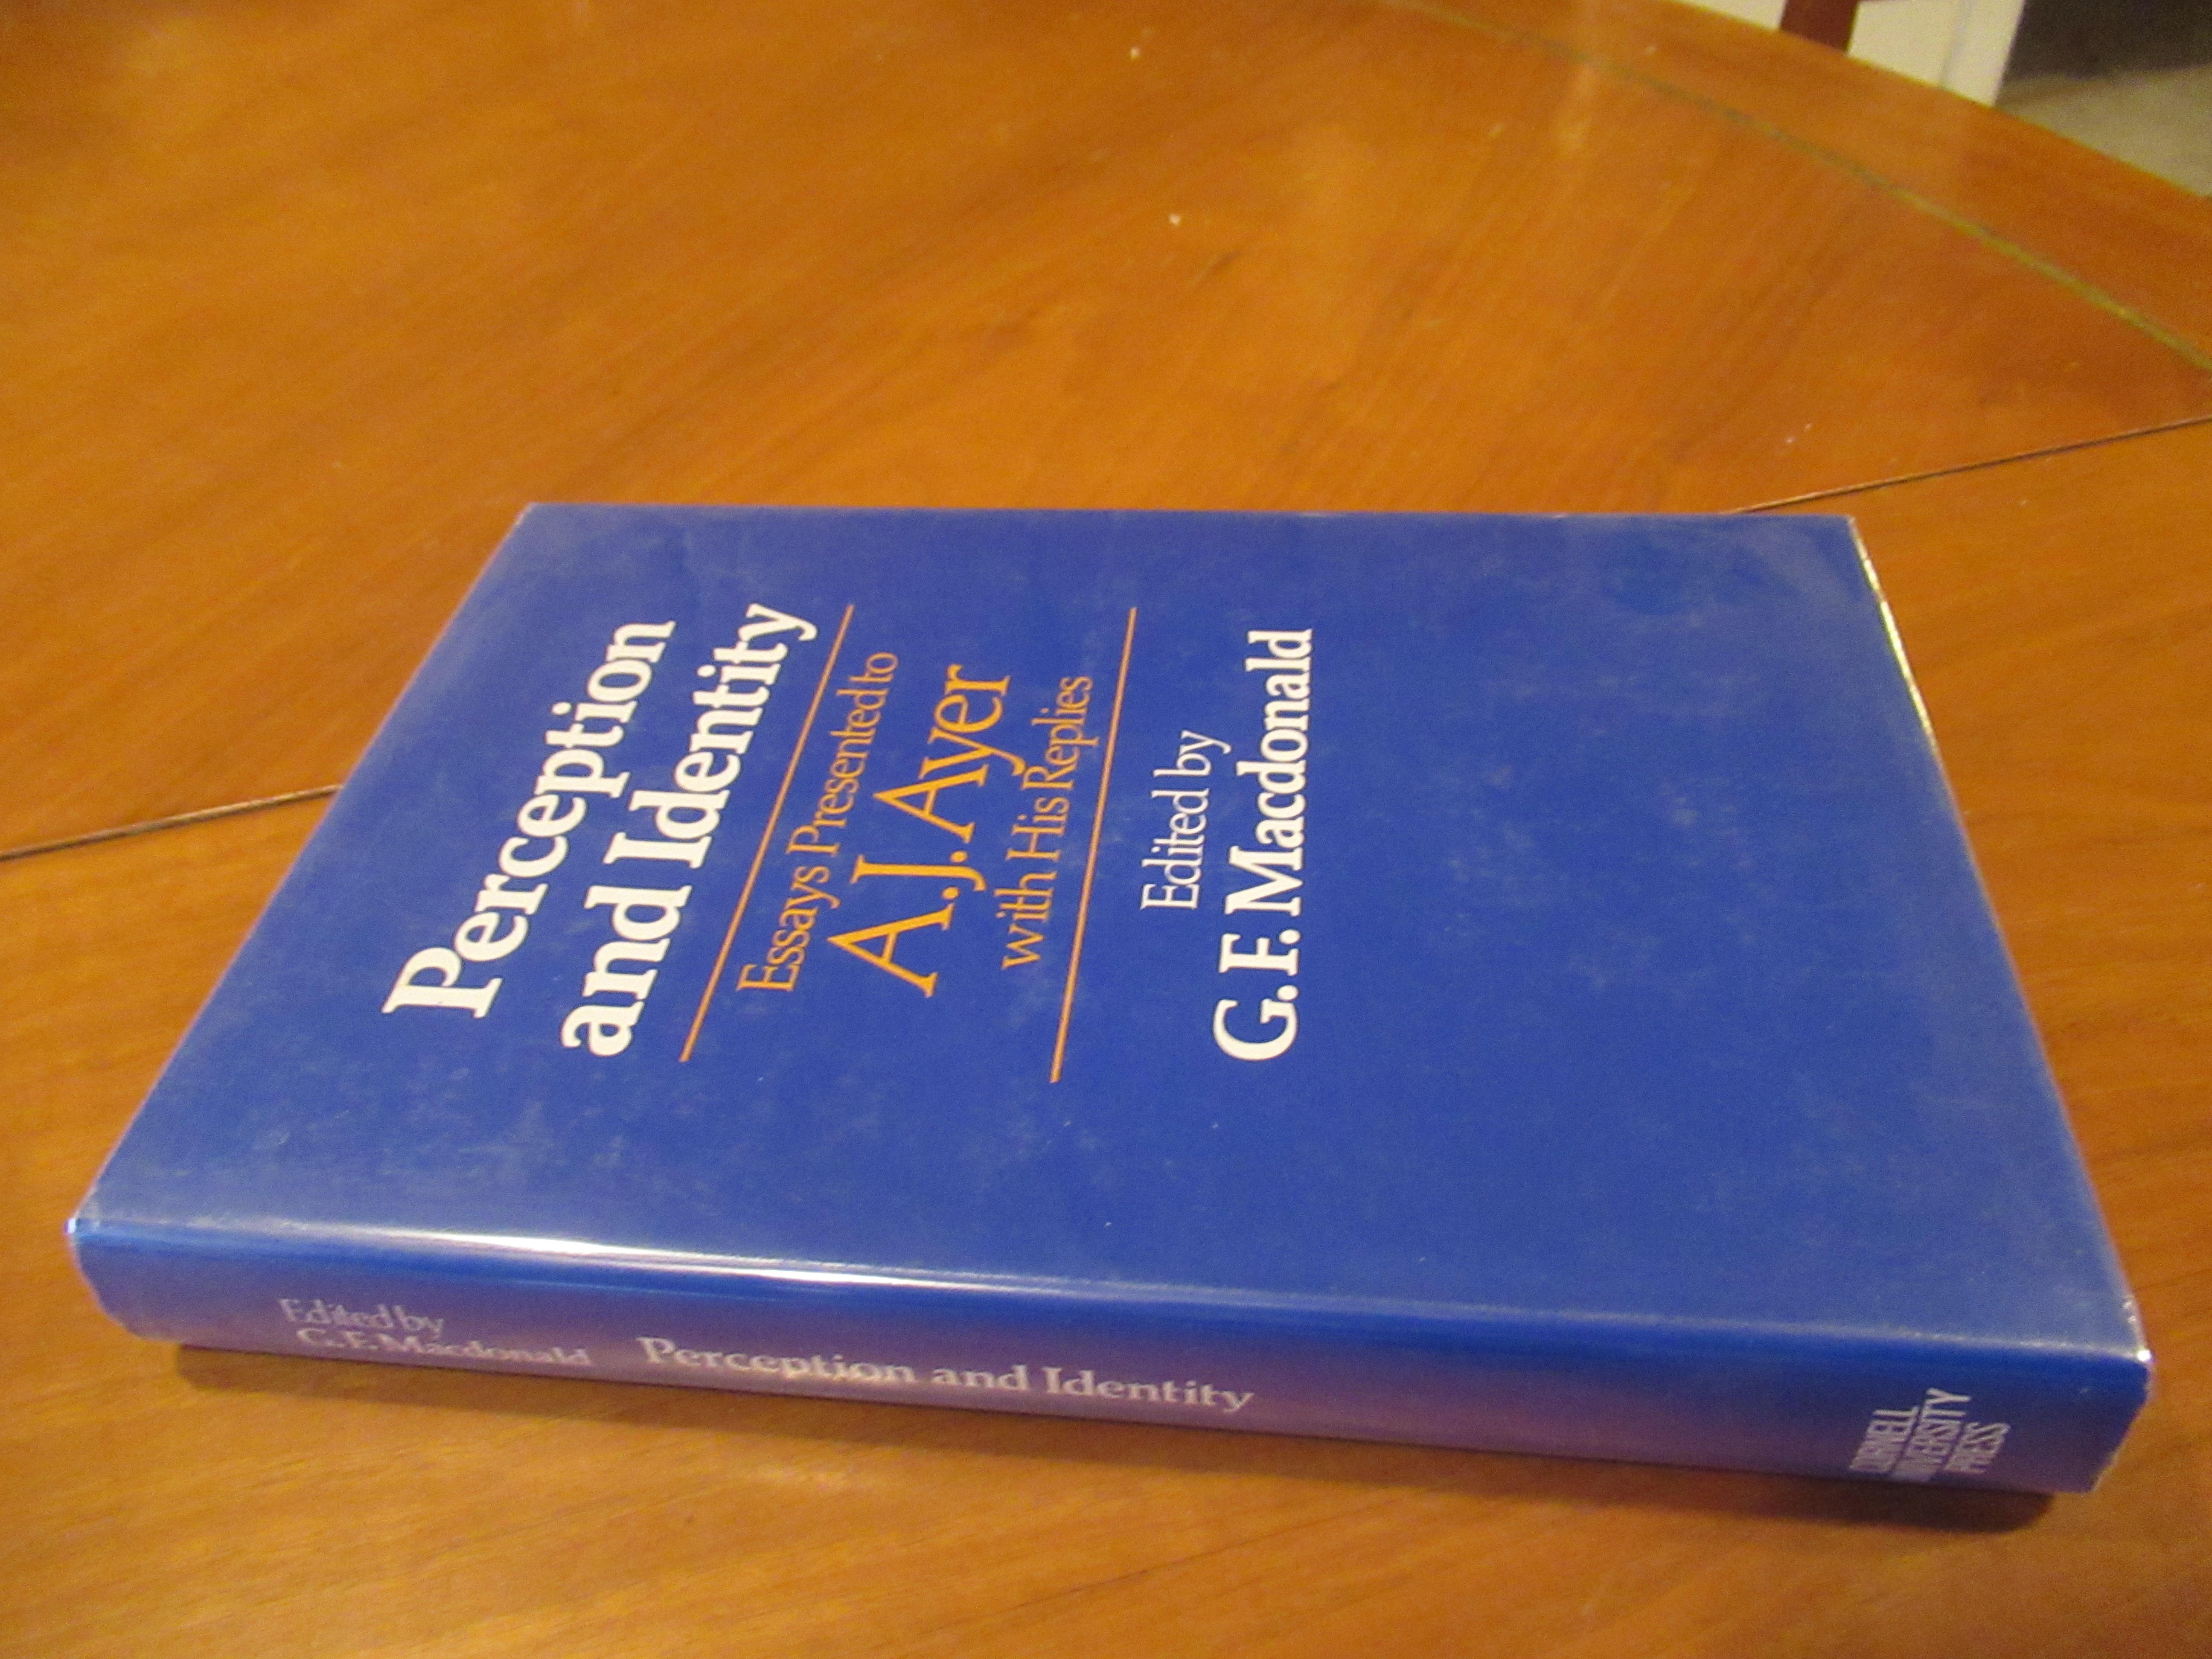 Perception
and Identity
Essays Presented to
A.J. Ayer
with His Replies
Edited by
G. F. Macdonald
Edited by
G. F. Macdonald
Perception and Identity
CORNELL
UNIVERSITY
PRESS